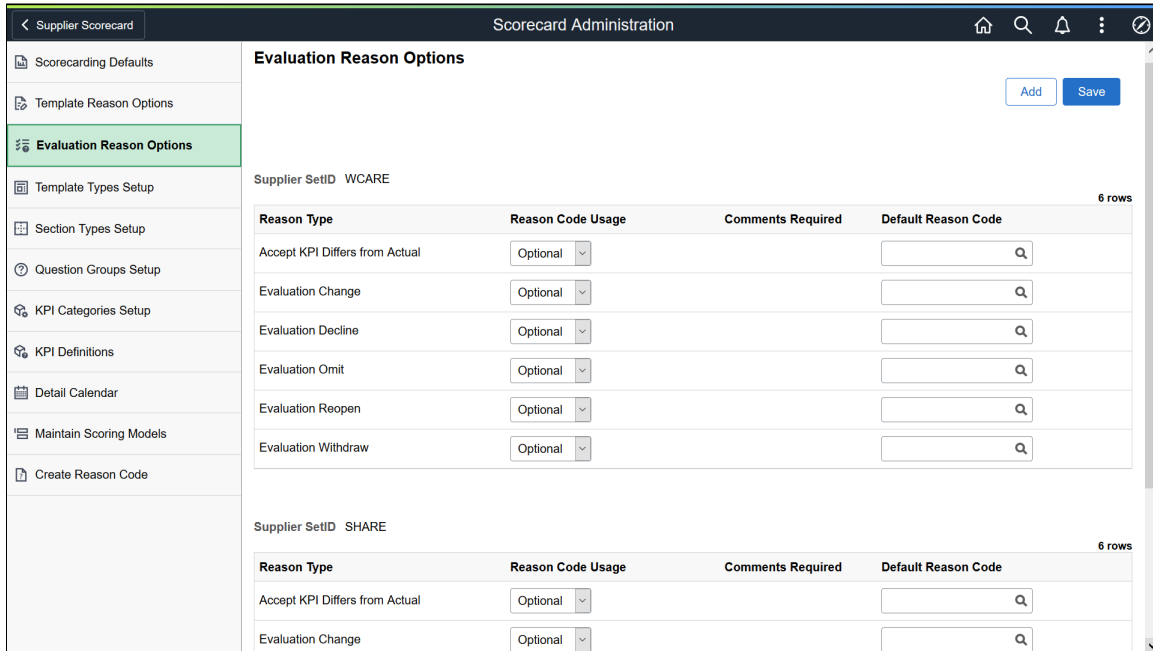 Supplier Scorecard
Scorecard Administration
Scorecarding Defaults
Template Reason Options
Evaluation Reason Options
Template Types Setup
Section Types Setup
Question Groups Setup
KPI Categories Setup
KPI Definitions
Detail Calendar
Maintain Scoring Models
Create Reason Code
Evaluation Reason Options
Add Save
Supplier SetID WCARE
6 rows
Reason Type Reason Code Usage Comments Required Default Reason Code
Accept KPI Differs from Actual Optional
Evaluation Change Optional
Evaluation Decline Optional
Evaluation Omit Optional
Evaluation Reopen Optional
Evaluation Withdraw Optional
Supplier SetID SHARE
6 rows
Reason Type Reason Code Usage Comments Required Default Reason Code
Accept KPI Differs from Actual Optional
Evaluation Change Optional